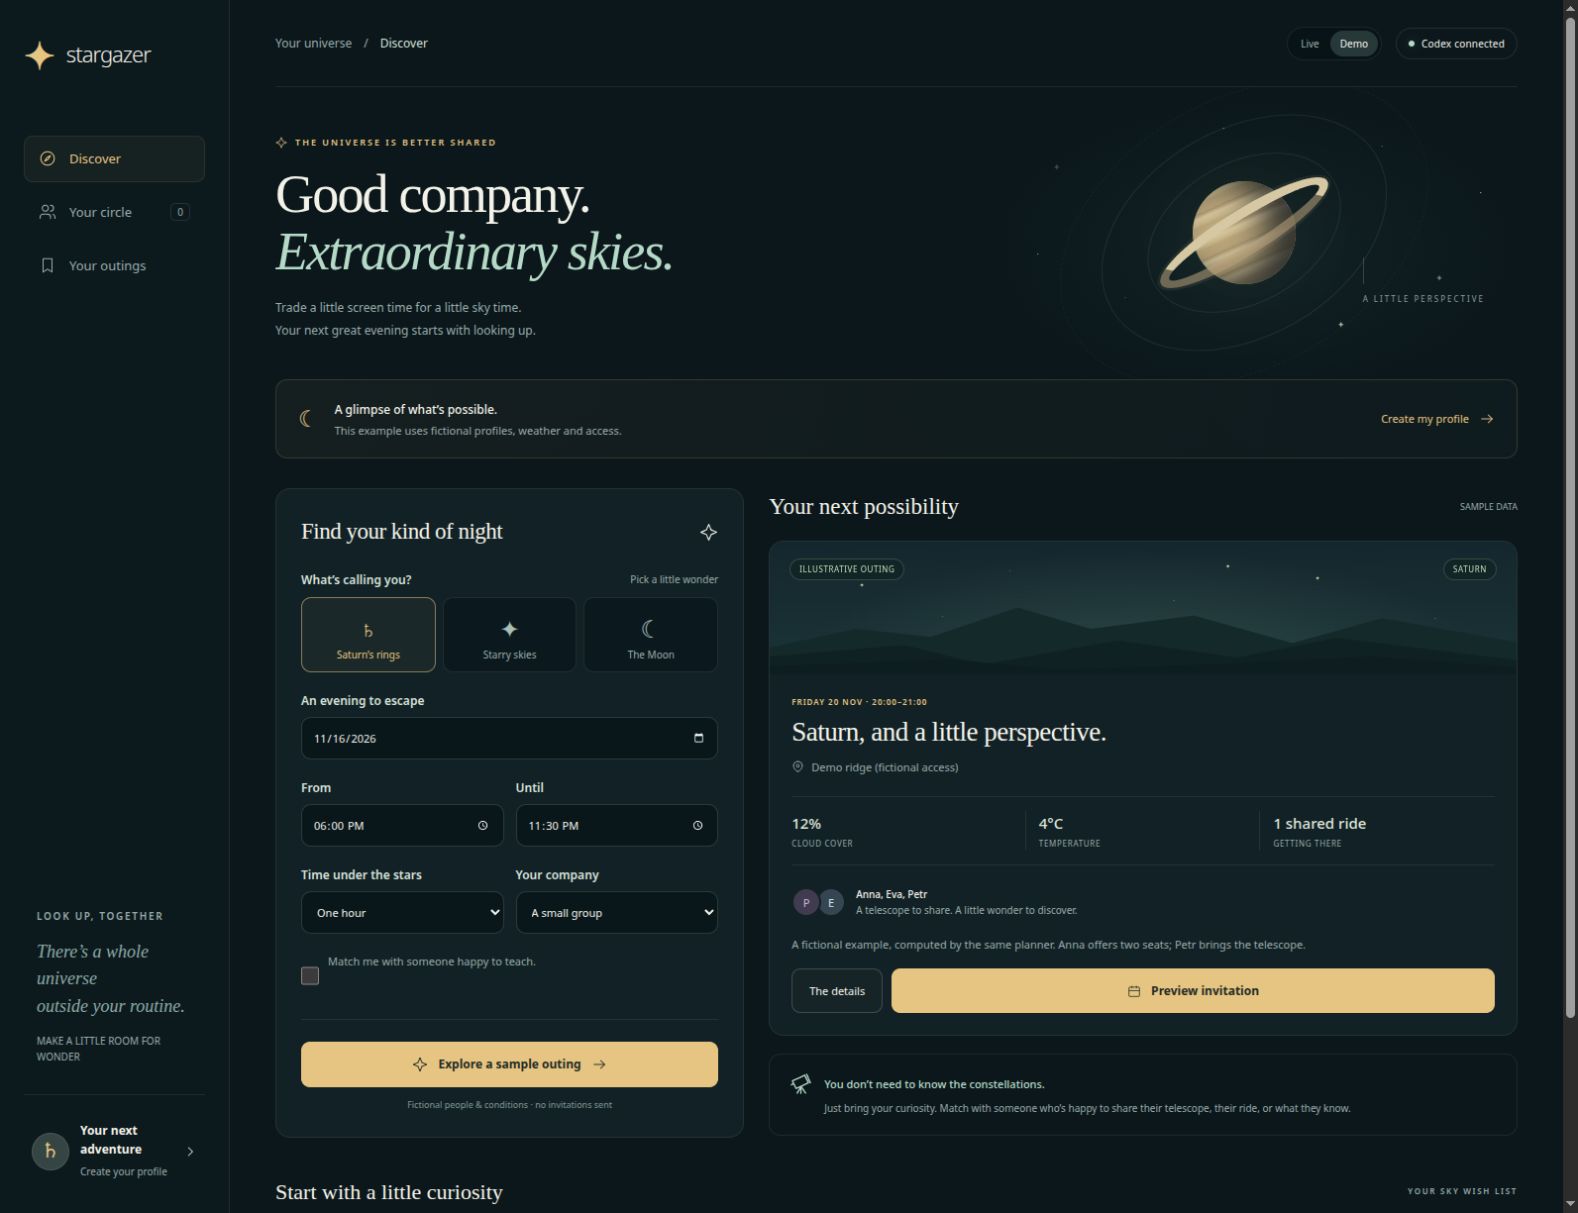 stargazer
Discover
Your circle
0
Your outings
LOOK UP, TOGETHER
There’s a whole
universe
outside your routine.
MAKE A LITTLE ROOM FOR
WONDER
♄
Your next
adventure
Create your profile
Your universe / Discover
Live
Demo
Codex connected
THE UNIVERSE IS BETTER SHARED
Good company.
Extraordinary skies.
Trade a little screen time for a little sky time.
Your next great evening starts with looking up.
A LITTLE PERSPECTIVE
A glimpse of what’s possible.
This example uses fictional profiles, weather and access.
Create my profile
Find your kind of night
What’s calling you?
Pick a little wonder
♄
Saturn’s rings
Starry skies
The Moon
An evening to escape
11/16/2026
From
Until
06:00 PM
11:30 PM
Time under the stars
Your company
One hour
A small group
Match me with someone happy to teach.
Explore a sample outing
Fictional people & conditions · no invitations sent
Your next possibility
SAMPLE DATA
ILLUSTRATIVE OUTING
SATURN
FRIDAY 20 NOV · 20:00–21:00
Saturn, and a little perspective.
Demo ridge (fictional access)
12%
CLOUD COVER
4°C
TEMPERATURE
1 shared ride
GETTING THERE
P
E
Anna, Eva, Petr
A telescope to share. A little wonder to discover.
A fictional example, computed by the same planner. Anna offers two seats; Petr brings the telescope.
The details
Preview invitation
You don’t need to know the constellations.
Just bring your curiosity. Match with someone who’s happy to share their telescope, their ride, or what they know.
Start with a little curiosity
YOUR SKY WISH LIST